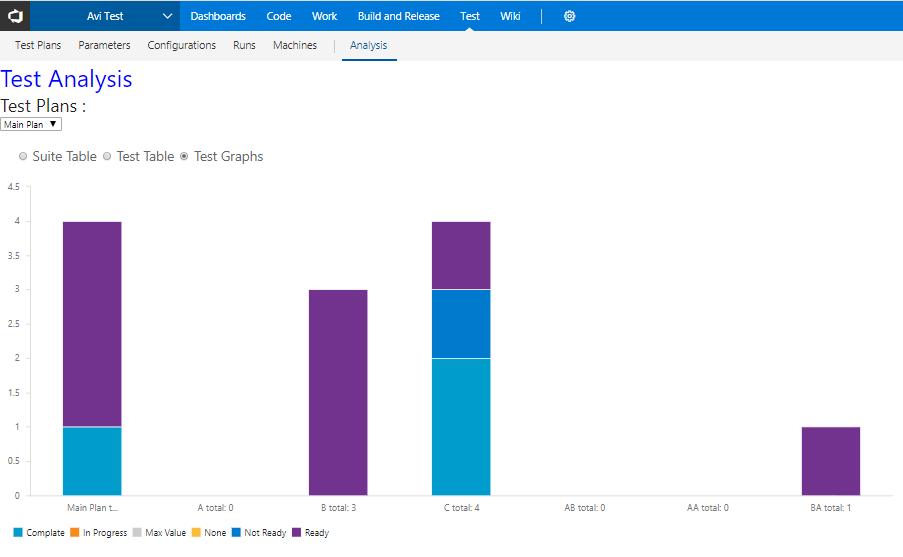 Avi Test Dashboards Code Work Build and Release Test Wiki
Test Plans Parameters Configurations Runs Machines Analysis
Test Analysis
Test Plans :
Main Plan
Suite Table Test Table Test Graphs
4.5
4
3.5
3
2.5
2
1.5
1
0.5
0
Main Plan t... A total: 0 B total: 3 C total: 4 AB total: 0 AA total: 0 BA total: 1
Complate In Progress Max Value None Not Ready Ready